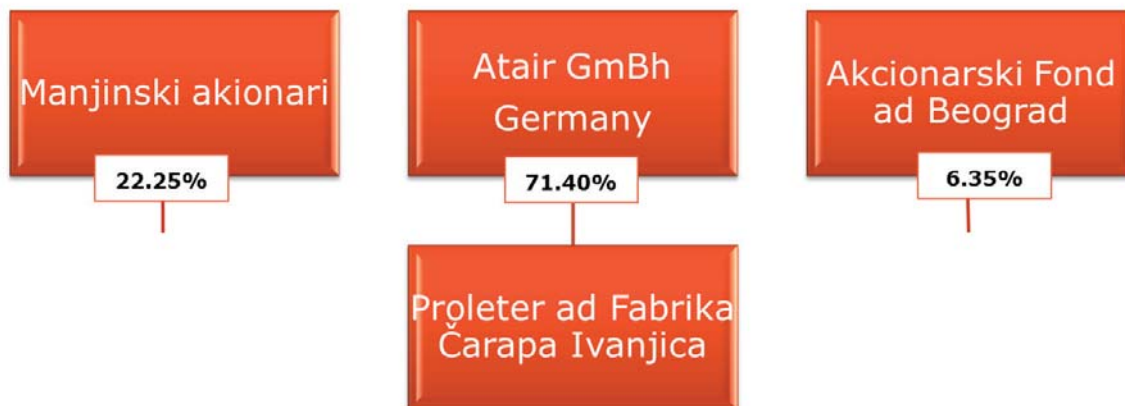 Manjinski akionari
22.25%
Atair GmBh
Germany
71.40%
Akcionarski Fond
ad Beograd
6.35%
Proleter ad Fabrika
Čarapa Ivanjica